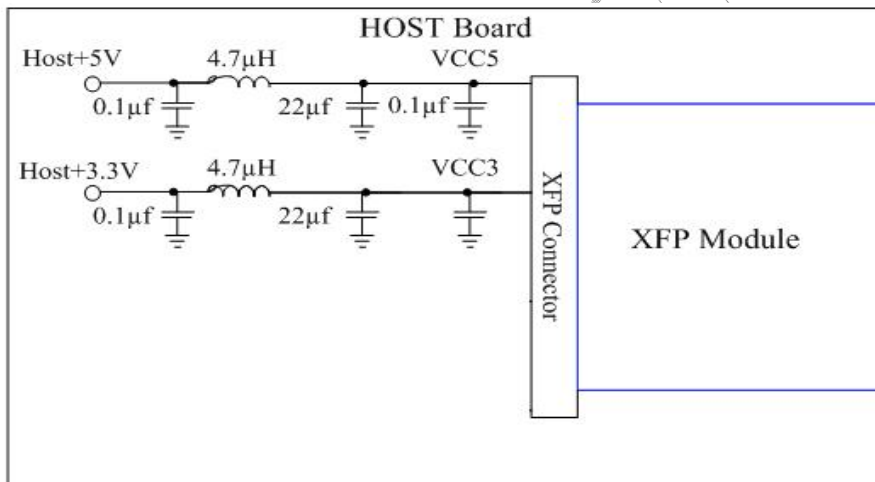 HOST Board
Host+5V
4.7µH
VCC5
0.1µf
22µf
0.1µf
Host+3.3V
4.7µH
VCC3
0.1µf
22µf
XFP Connector
XFP Module